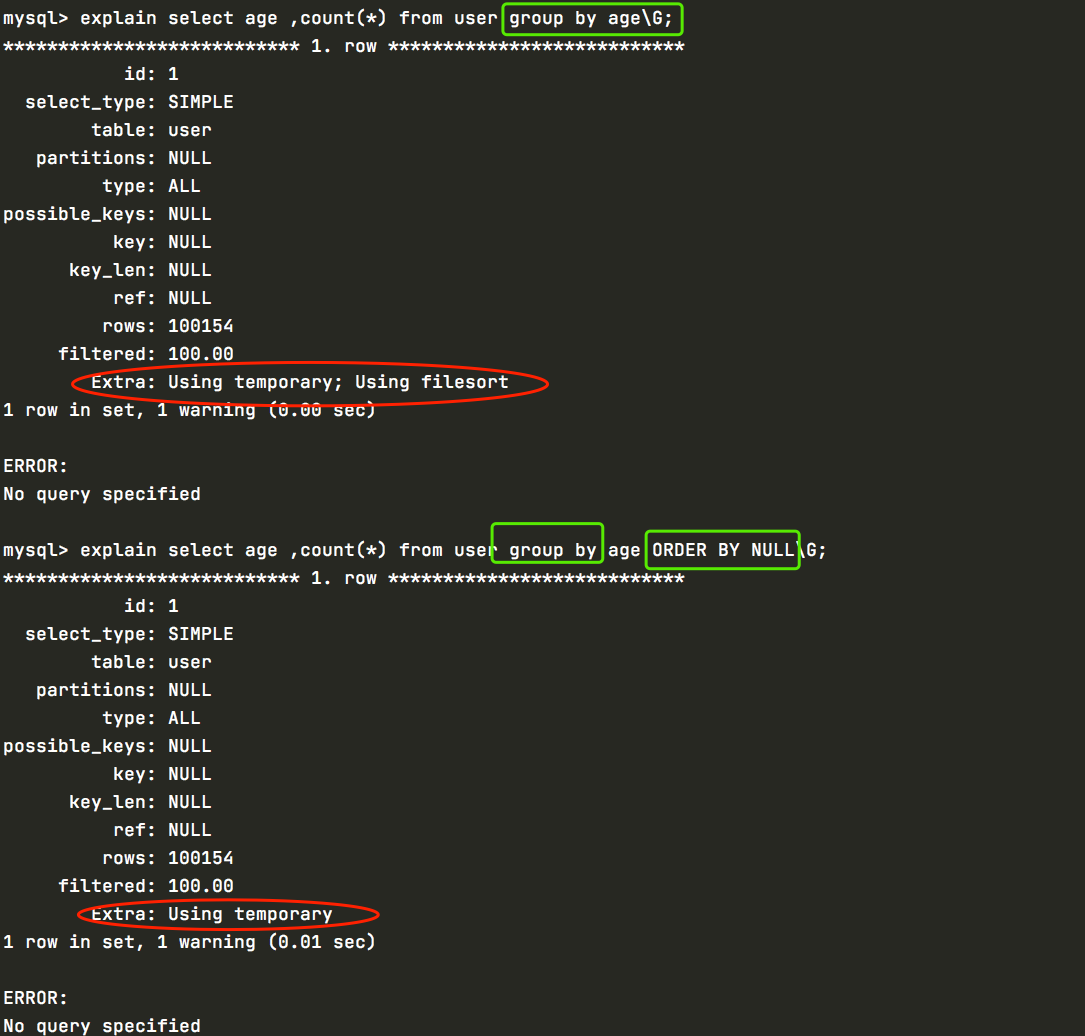 mysql> explain select age ,count(*) from user group by age\G;
*************************** 1. row ***************************
id: 1
select_type: SIMPLE
table: user
partitions: NULL
type: ALL
possible_keys: NULL
key: NULL
key_len: NULL
ref: NULL
rows: 100154
filtered: 100.00
Extra: Using temporary; Using filesort
1 row in set, 1 warning (0.00 sec)
ERROR:
No query specified
mysql> explain select age ,count(*) from user group by age ORDER BY NULL\G;
*************************** 1. row ***************************
id: 1
select_type: SIMPLE
table: user
partitions: NULL
type: ALL
possible_keys: NULL
key: NULL
key_len: NULL
ref: NULL
rows: 100154
filtered: 100.00
Extra: Using temporary
1 row in set, 1 warning (0.01 sec)
ERROR:
No query specified